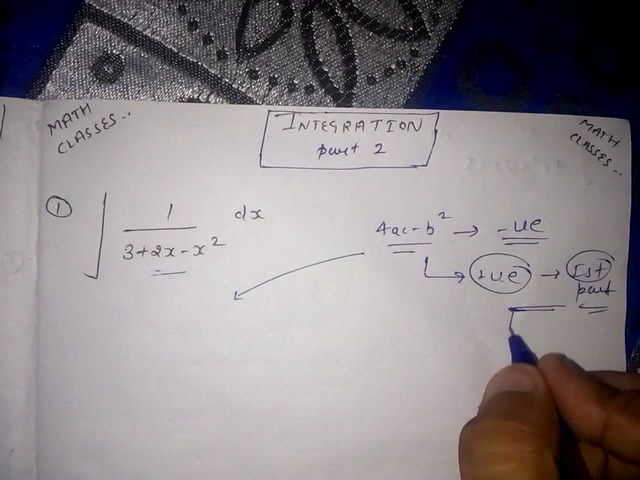 MATH
CLASSES...
INTEGRATION
part 2
MATH
CLASSES...
① ∫ 1/(3+2x-x²) dx
4ac-b² → -ve
↳ +ve → Ist
part